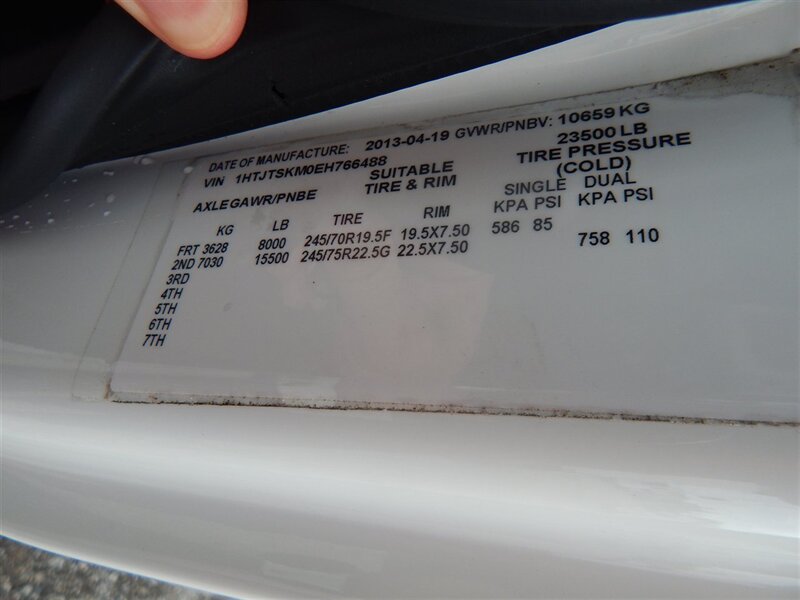 DATE OF MANUFACTURE: 2013-04-19 GVWR/PNBV: 10659 KG
VIN 1HTJTSKM0EH766488 23500 LB
SUITABLE TIRE PRESSURE
AXLE GAWR/PNBE TIRE & RIM (COLD)
SINGLE DUAL
KG LB TIRE RIM KPA PSI KPA PSI
FRT 3628 8000 245/70R19.5F 19.5X7.50 586 85
2ND 7030 15500 245/75R22.5G 22.5X7.50 758 110
3RD
4TH
5TH
6TH
7TH